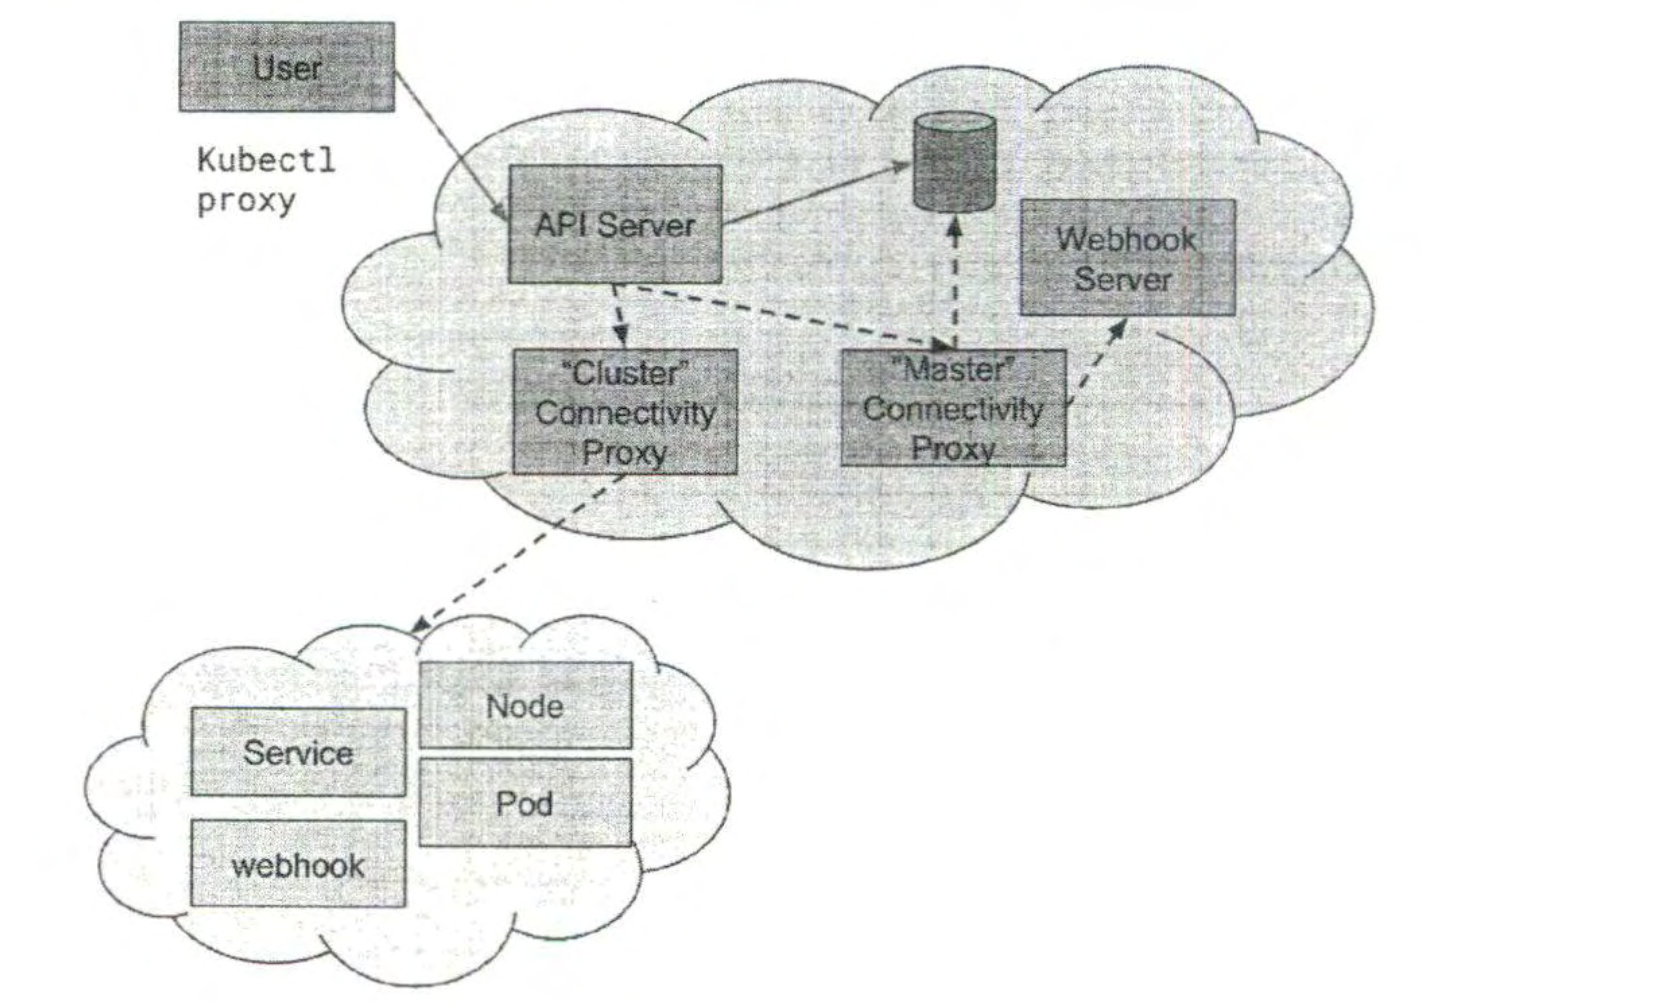 User
Kubectl
proxy
API Server
Webhook
Server
"Cluster"
Connectivity
Proxy
"Master"
Connectivity
Proxy
Node
Service
Pod
webhook